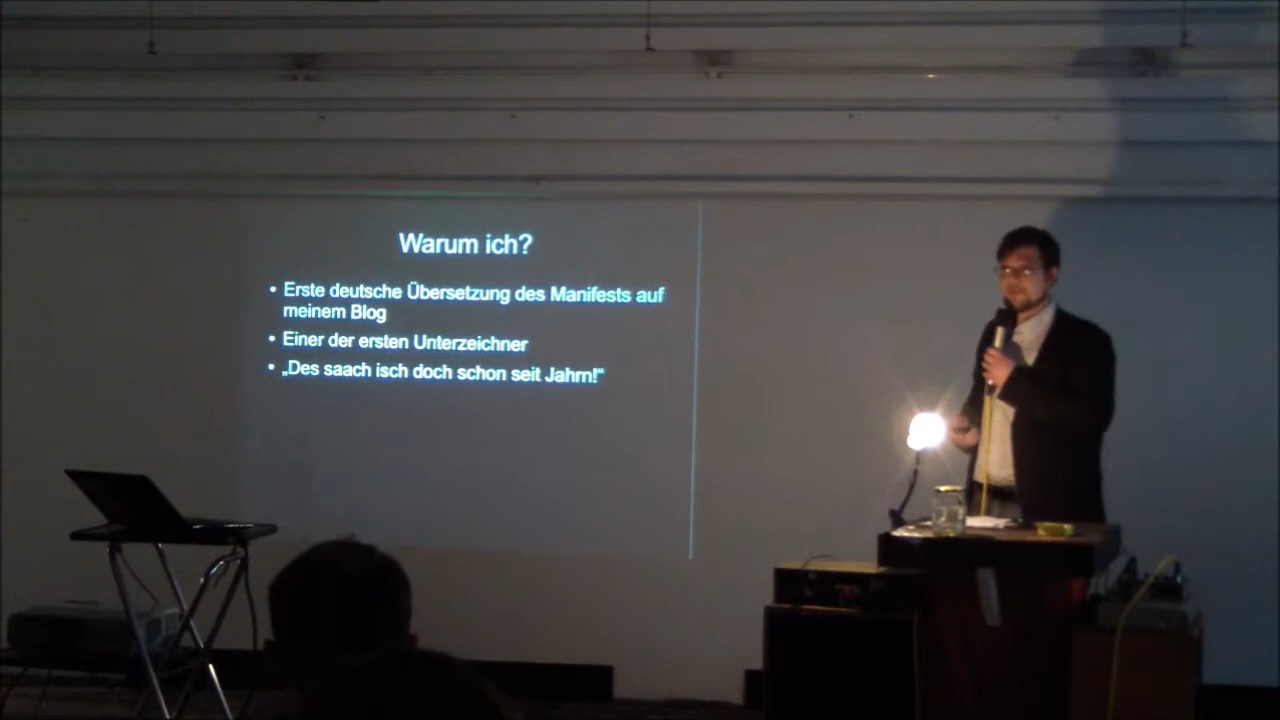 Warum ich?
• Erste deutsche Übersetzung des Manifests auf
meinem Blog
• Einer der ersten Unterzeichner
• „Des saach isch doch schon seit Jahrn!“